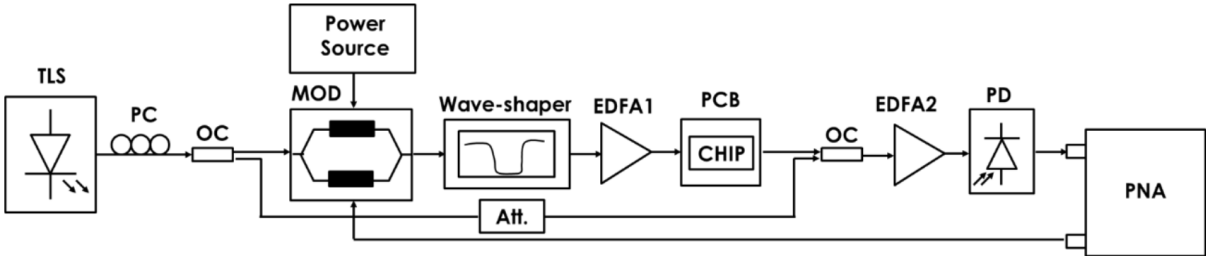 Power
Source
TLS
PC
OC
MOD
Wave-shaper
EDFA1
PCB
CHIP
OC
EDFA2
PD
PNA
Att.